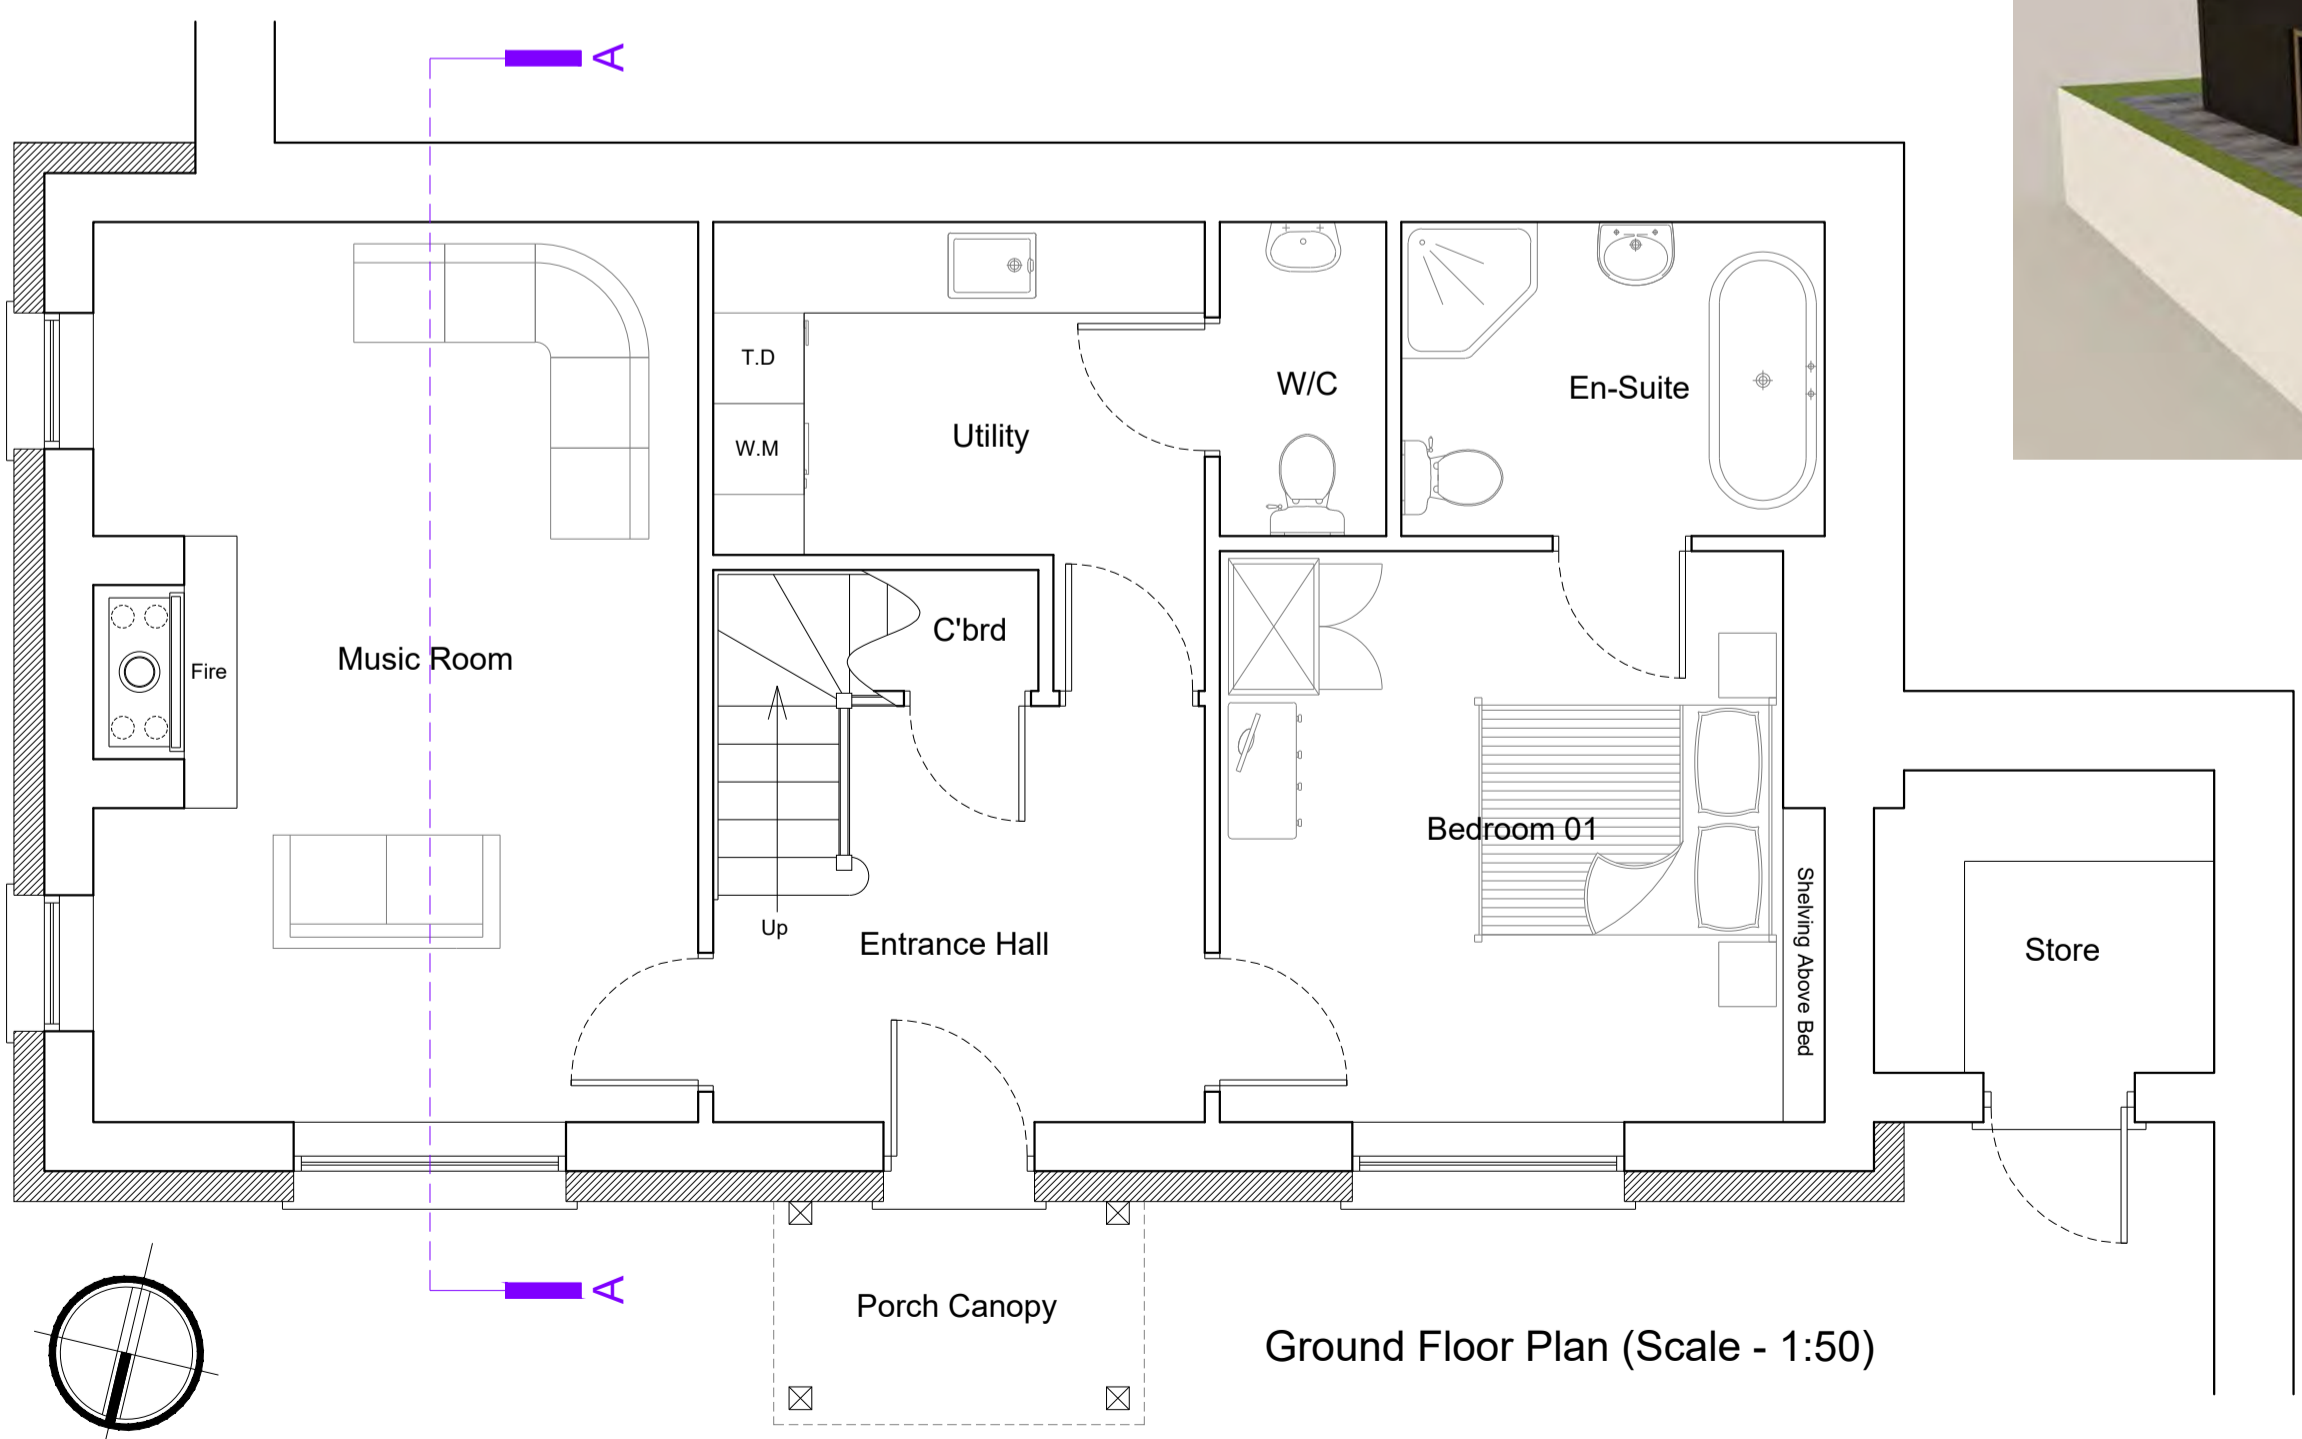 A
T.D
W/C
En-Suite
Utility
W.M
C'brd
Music Room
Fire
Bedroom 01
Shelving Above Bed
Up
Entrance Hall
Store
A
Porch Canopy
Ground Floor Plan (Scale - 1:50)